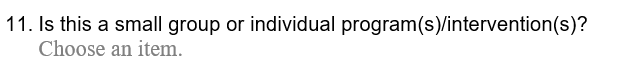 11. Is this a small group or individual program(s)/intervention(s)?
Choose an item.